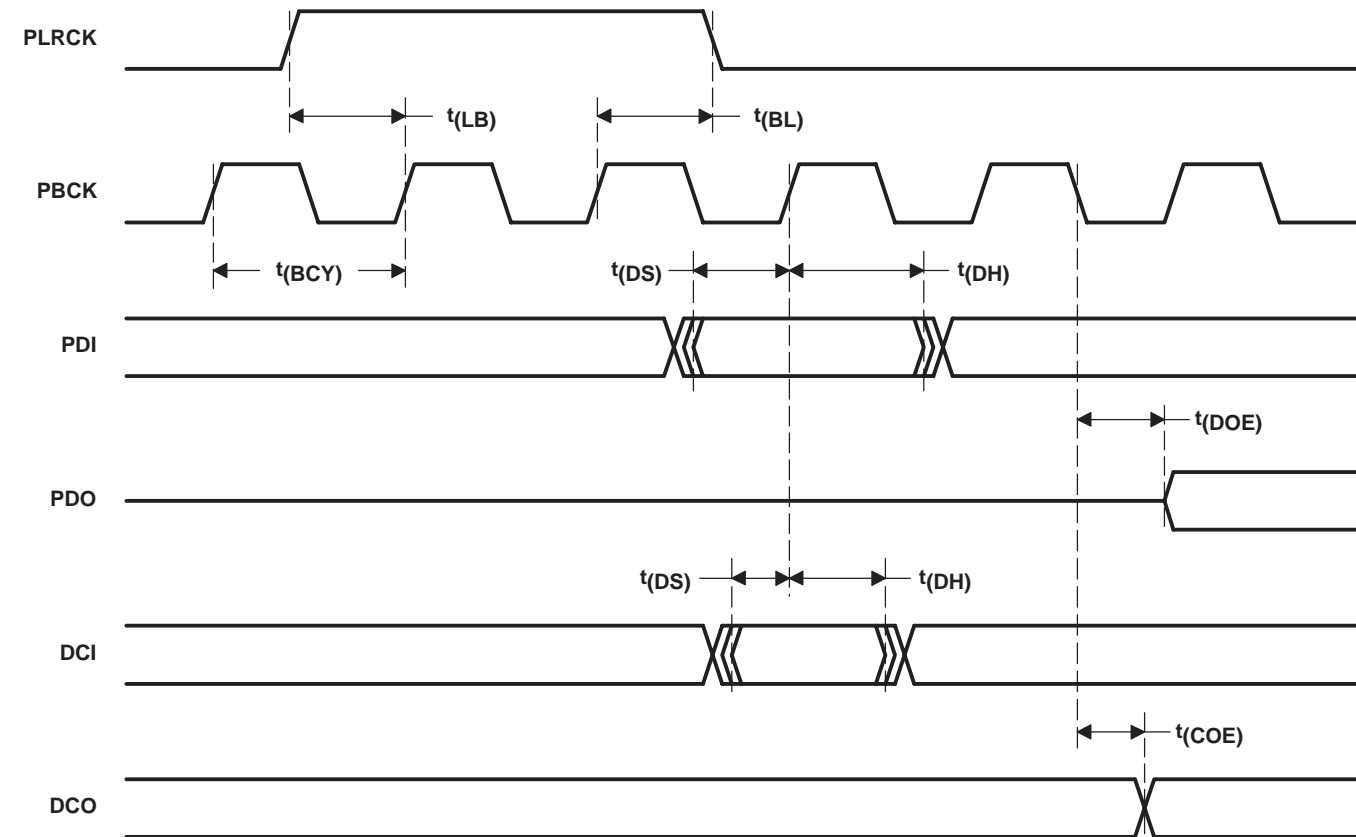 PLRCK
t(LB)
t(BL)
PBCK
t(BCY)
t(DS)
t(DH)
PDI
t(DOE)
PDO
t(DS)
t(DH)
DCI
t(COE)
DCO